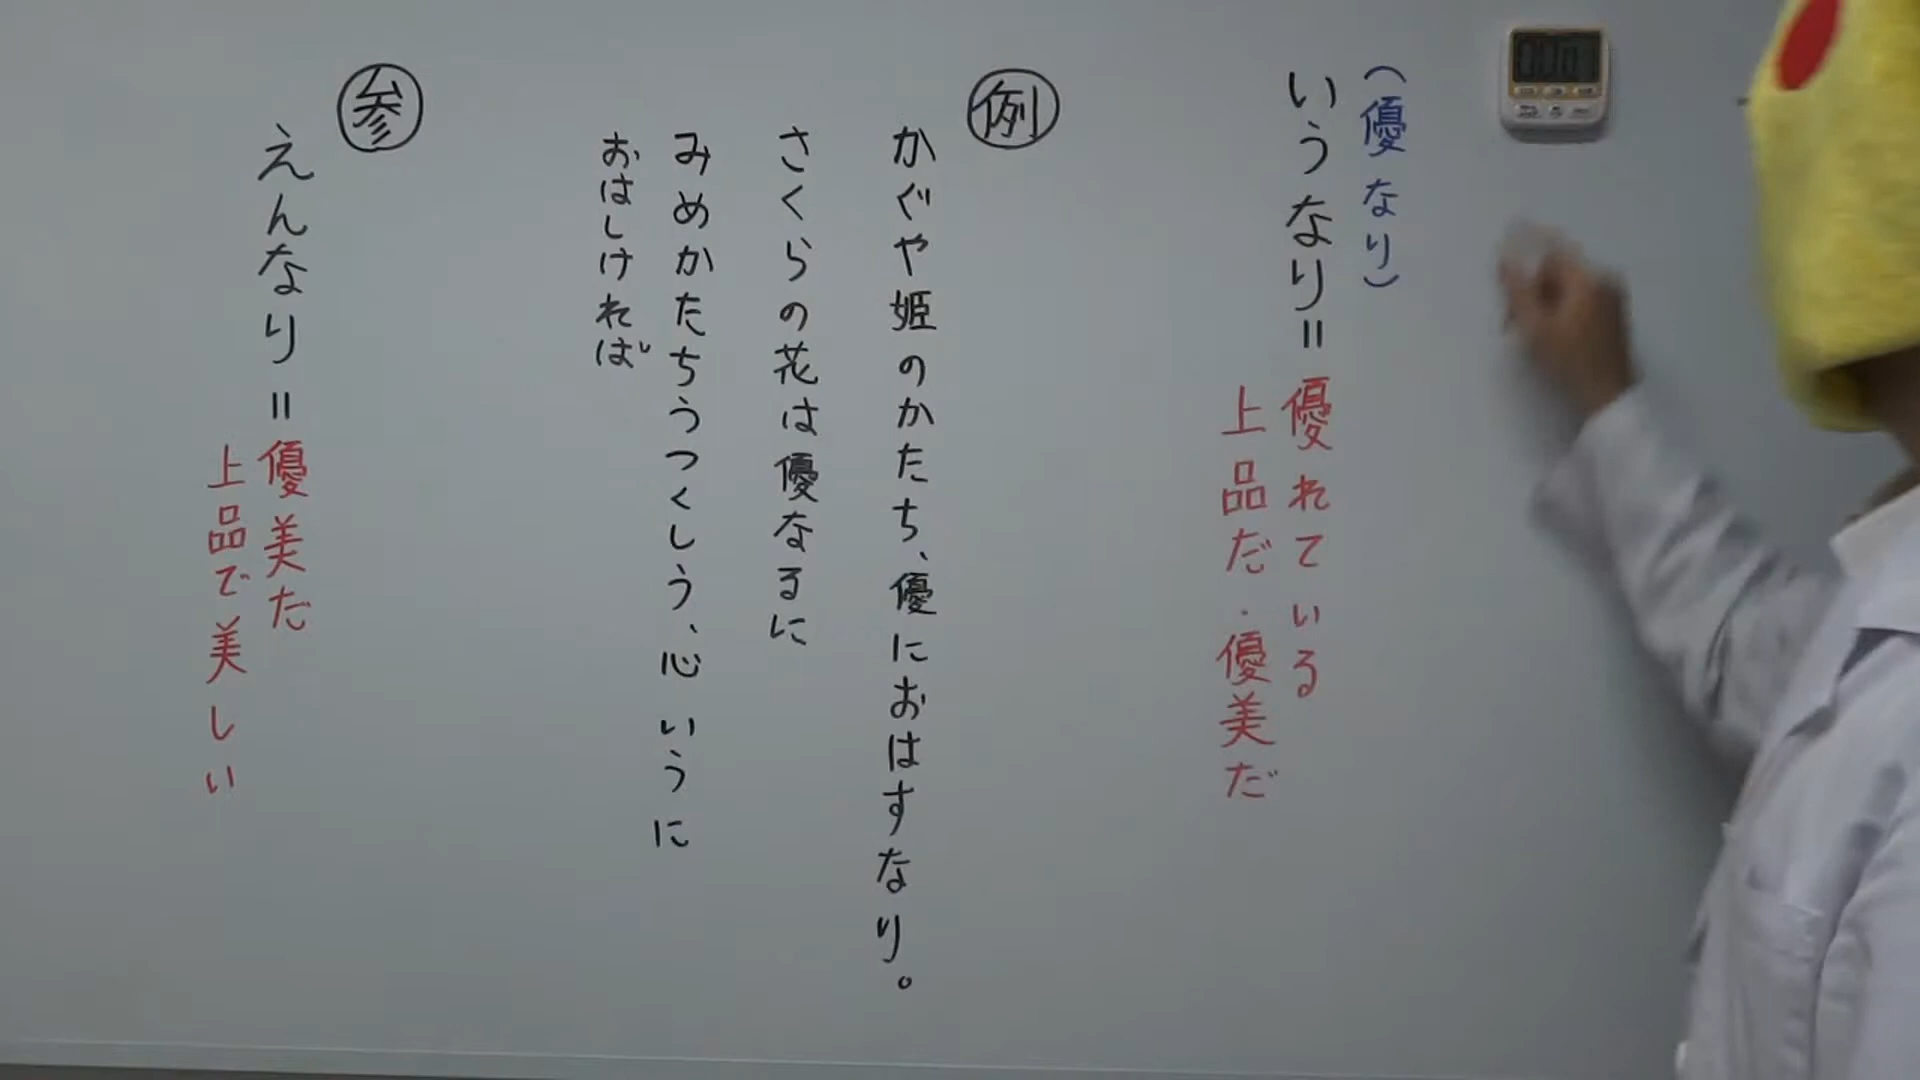 (優なり)
いうなり=優れている
上品だ・優美だ
例
かぐや姫のかたち、優におはすなり。
さくらの花は優なるに
みめかたちうつくしう、心いうに
おはしければ
参
えんなり=優美だ
上品で美しい